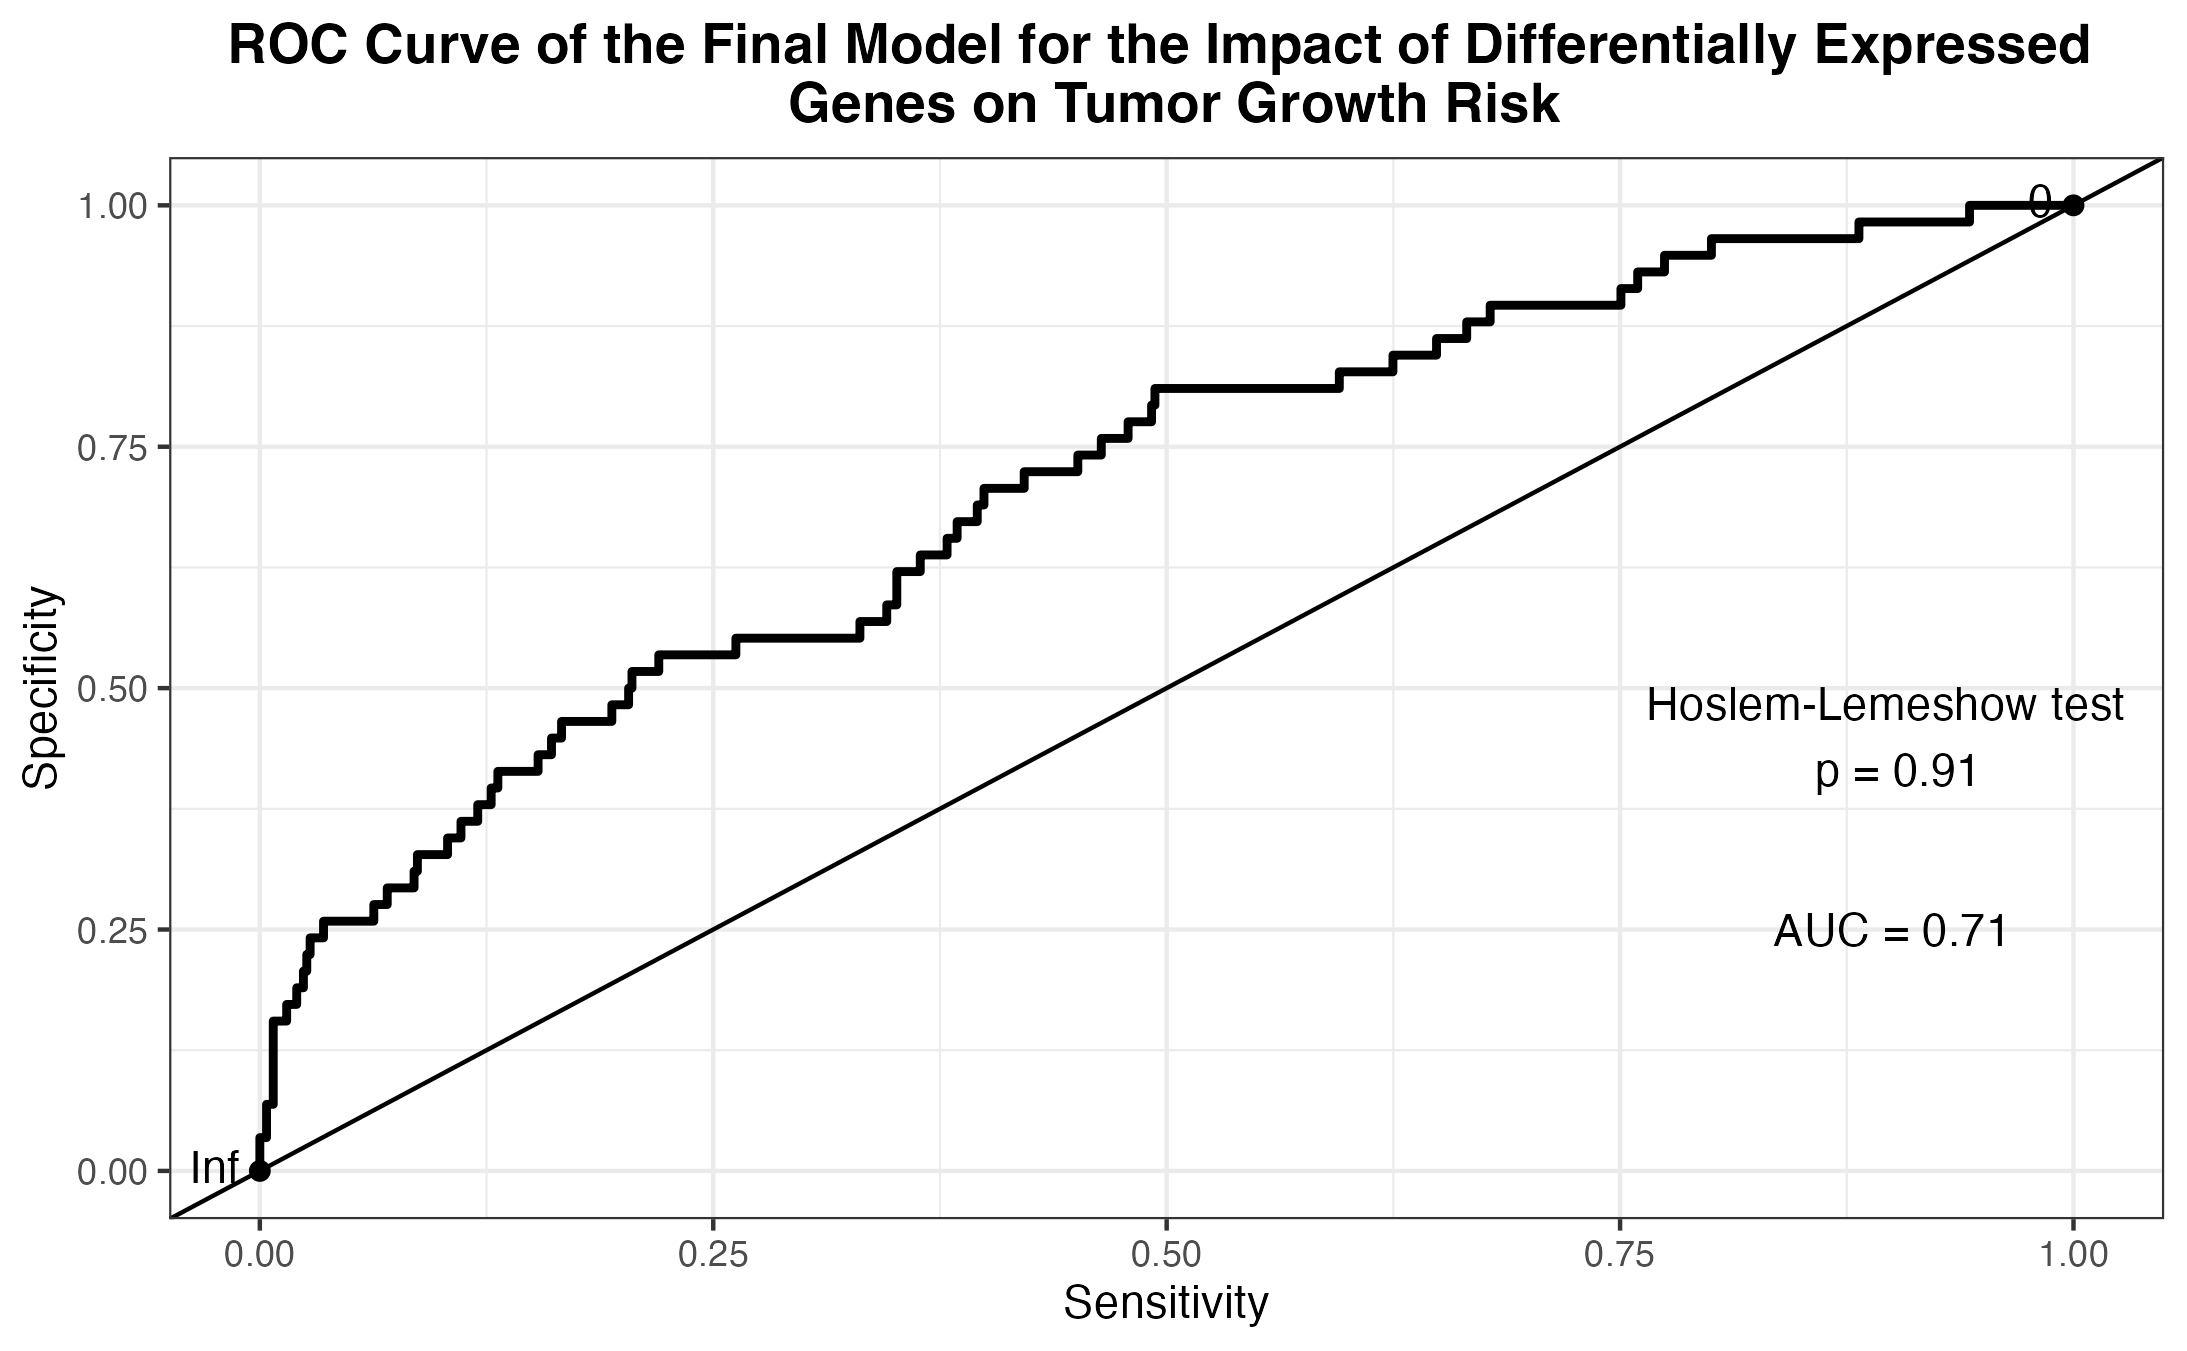 ROC Curve of the Final Model for the Impact of Differentially Expressed
Genes on Tumor Growth Risk
1.00
0.75
0.50
0.25
0.00
Specificity
0
Hoslem-Lemeshow test
p = 0.91
AUC = 0.71
Inf
0.00
0.25
0.50
0.75
1.00
Sensitivity